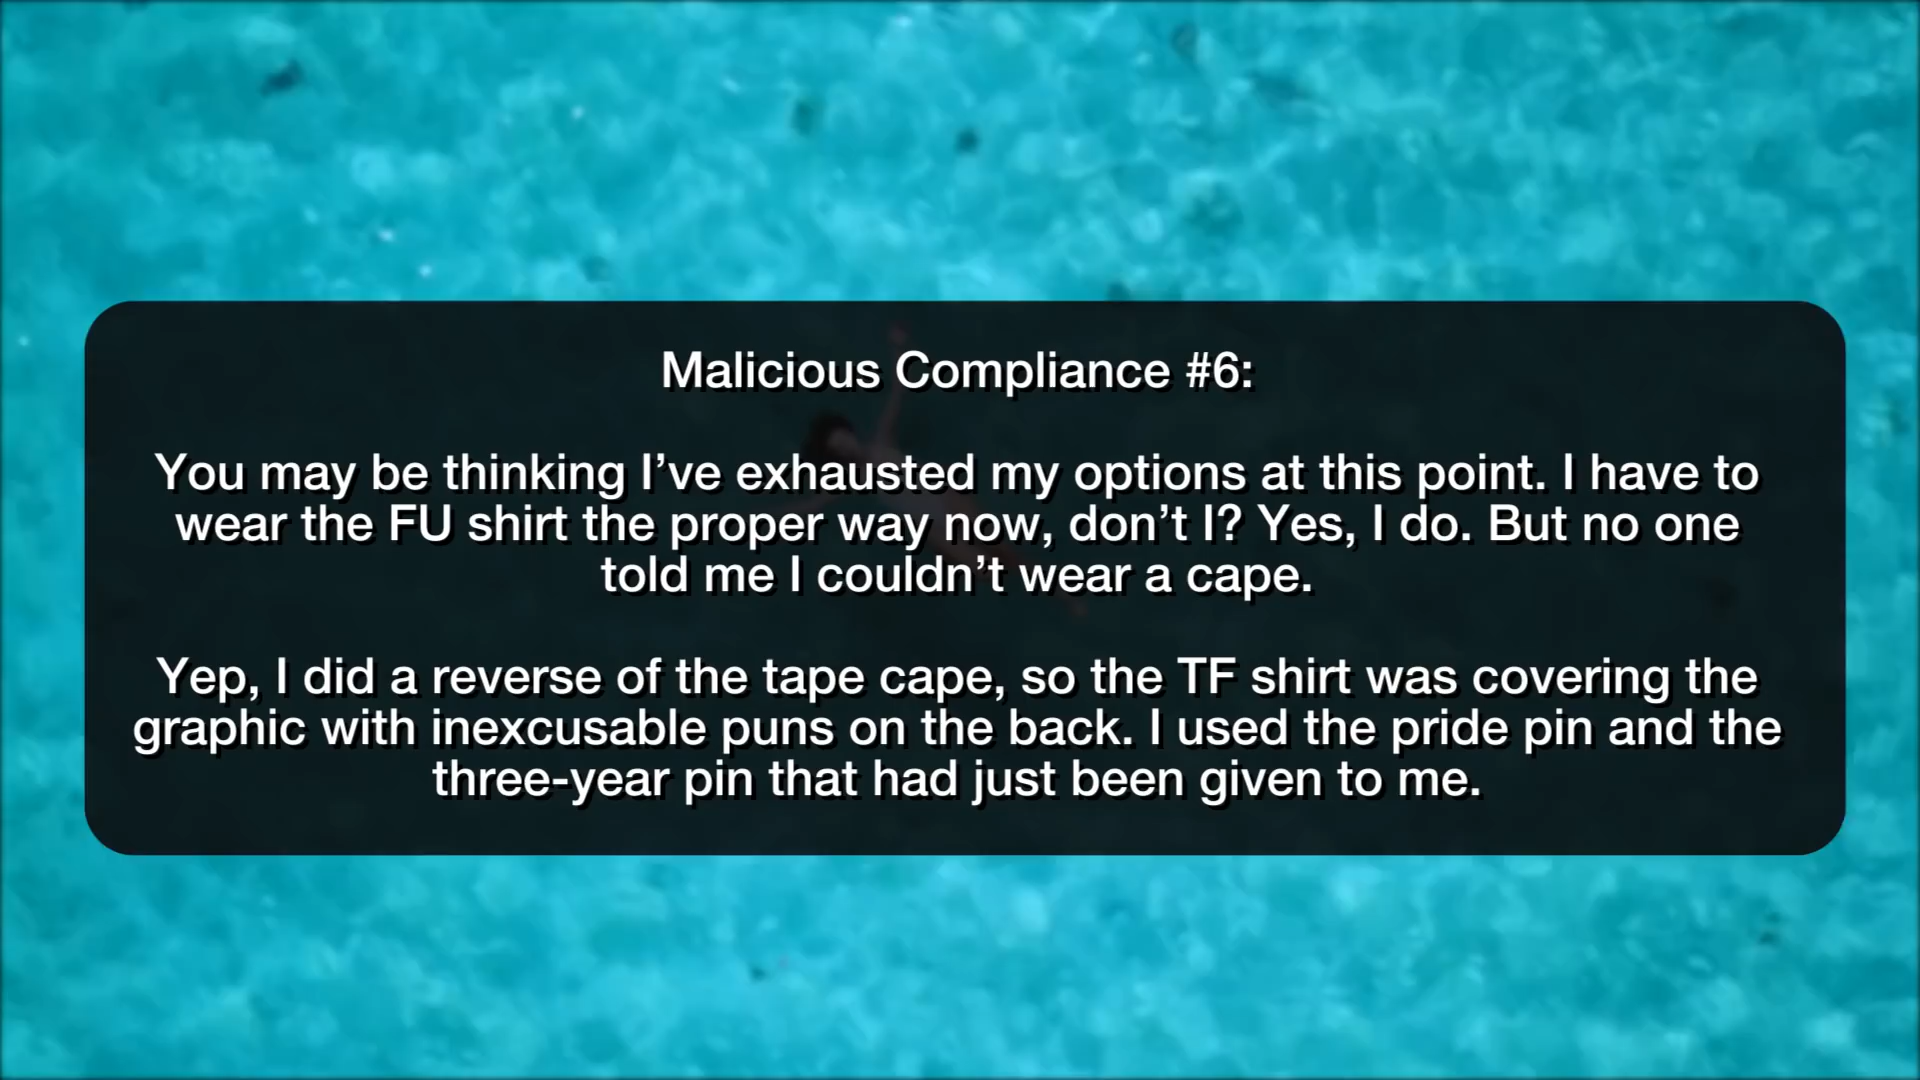 Malicious Compliance #6:
You may be thinking I’ve exhausted my options at this point. I have to
wear the FU shirt the proper way now, don’t I? Yes, I do. But no one
told me I couldn’t wear a cape.
Yep, I did a reverse of the tape cape, so the TF shirt was covering the
graphic with inexcusable puns on the back. I used the pride pin and the
three-year pin that had just been given to me.